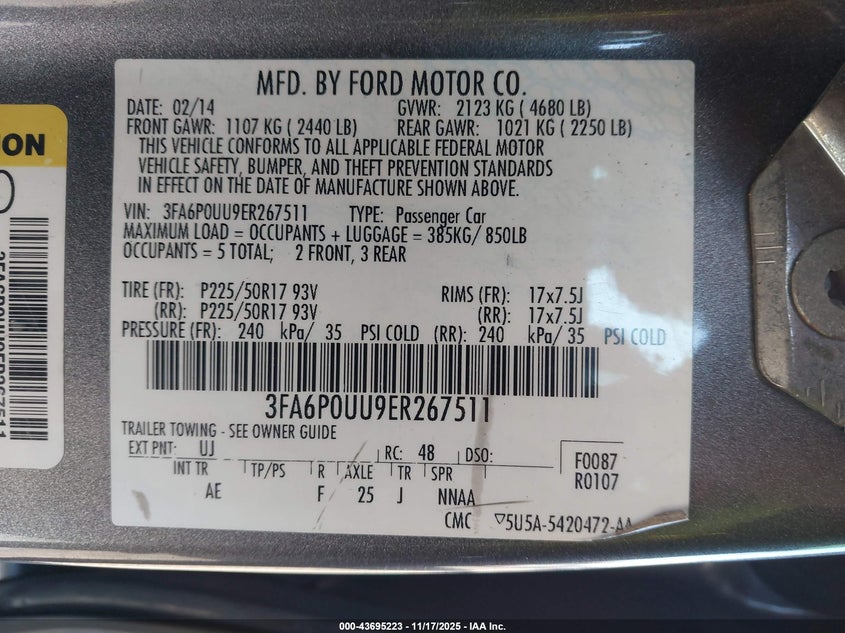 MFD. BY FORD MOTOR CO.
DATE: 02/14 GVWR: 2123 KG ( 4680 LB)
FRONT GAWR: 1107 KG ( 2440 LB) REAR GAWR: 1021 KG ( 2250 LB)
THIS VEHICLE CONFORMS TO ALL APPLICABLE FEDERAL MOTOR
VEHICLE SAFETY, BUMPER, AND THEFT PREVENTION STANDARDS
IN EFFECT ON THE DATE OF MANUFACTURE SHOWN ABOVE.
VIN: 3FA6P0UU9ER267511 TYPE: Passenger Car
MAXIMUM LOAD = OCCUPANTS + LUGGAGE = 385KG/ 850LB
OCCUPANTS = 5 TOTAL; 2 FRONT, 3 REAR
TIRE (FR): P225/50R17 93V RIMS (FR): 17x7.5J
(RR): P225/50R17 93V (RR): 17x7.5J
PRESSURE (FR): 240 kPa/ 35 PSI COLD (RR): 240 kPa/ 35 PSI COLD
3FA6P0UU9ER267511
TRAILER TOWING - SEE OWNER GUIDE
EXT PNT: UJ RC: 48 DSO: F0087
INT TR TP/PS R AXLE TR SPR R0107
AE F 25 J NNAA
CMC ▽5U5A-5420472-AA
ION
3FA6P0UU9ER267511
000-43695223 - 11/17/2025 - IAA Inc.